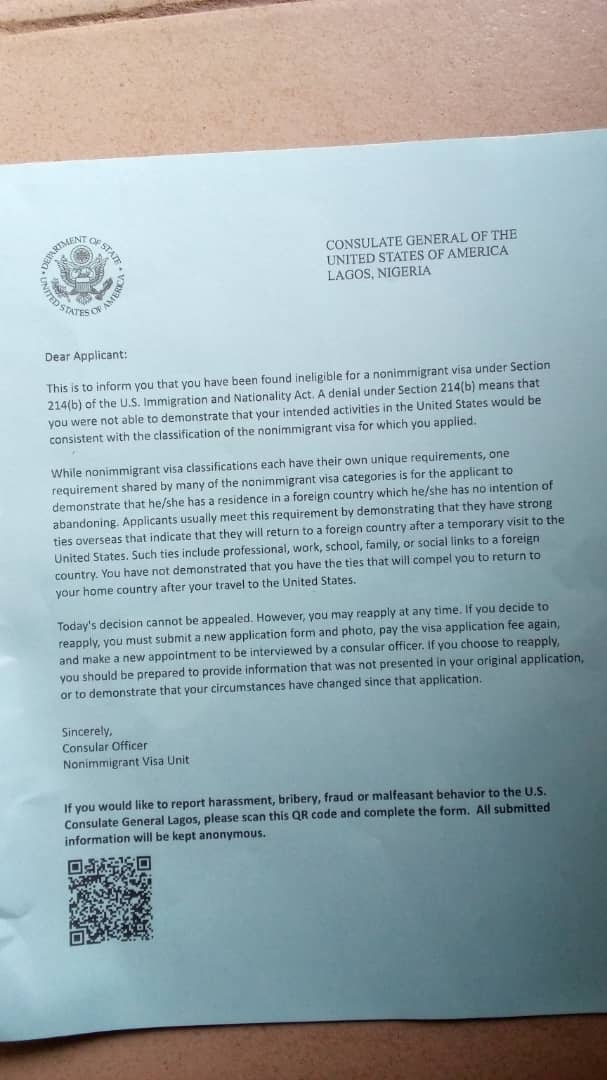 DEPARTMENT OF STATE
UNITED STATES OF AMERICA
CONSULATE GENERAL OF THE
UNITED STATES OF AMERICA
LAGOS, NIGERIA
Dear Applicant:
This is to inform you that you have been found ineligible for a nonimmigrant visa under Section
214(b) of the U.S. Immigration and Nationality Act. A denial under Section 214(b) means that
you were not able to demonstrate that your intended activities in the United States would be
consistent with the classification of the nonimmigrant visa for which you applied.
While nonimmigrant visa classifications each have their own unique requirements, one
requirement shared by many of the nonimmigrant visa categories is for the applicant to
demonstrate that he/she has a residence in a foreign country which he/she has no intention of
abandoning. Applicants usually meet this requirement by demonstrating that they have strong
ties overseas that indicate that they will return to a foreign country after a temporary visit to the
United States. Such ties include professional, work, school, family, or social links to a foreign
country. You have not demonstrated that you have the ties that will compel you to return to
your home country after your travel to the United States.
Today's decision cannot be appealed. However, you may reapply at any time. If you decide to
reapply, you must submit a new application form and photo, pay the visa application fee again,
and make a new appointment to be interviewed by a consular officer. If you choose to reapply,
you should be prepared to provide information that was not presented in your original application,
or to demonstrate that your circumstances have changed since that application.
Sincerely,
Consular Officer
Nonimmigrant Visa Unit
If you would like to report harassment, bribery, fraud or malfeasant behavior to the U.S.
Consulate General Lagos, please scan this QR code and complete the form. All submitted
information will be kept anonymous.